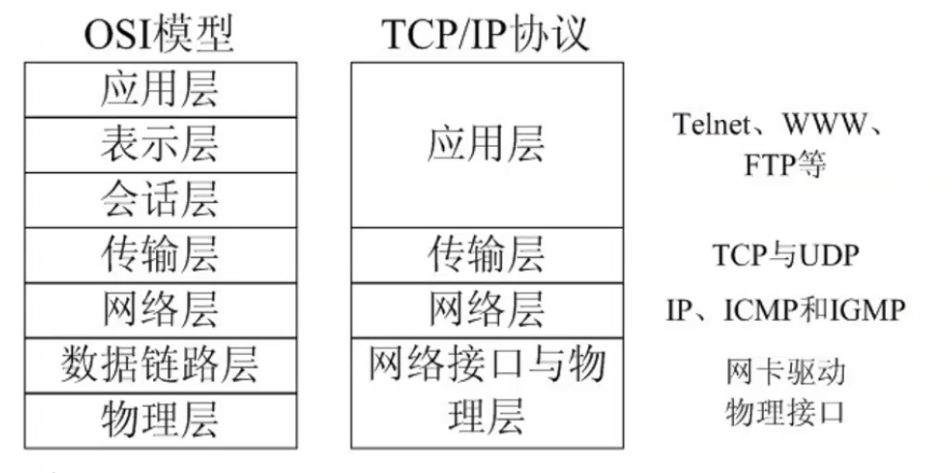 OSI模型
TCP/IP协议
应用层
表示层
会话层
传输层
网络层
数据链路层
物理层
应用层
传输层
网络层
网络接口与物
理层
Telnet、WWW、
FTP等
TCP与UDP
IP、ICMP和IGMP
网卡驱动
物理接口